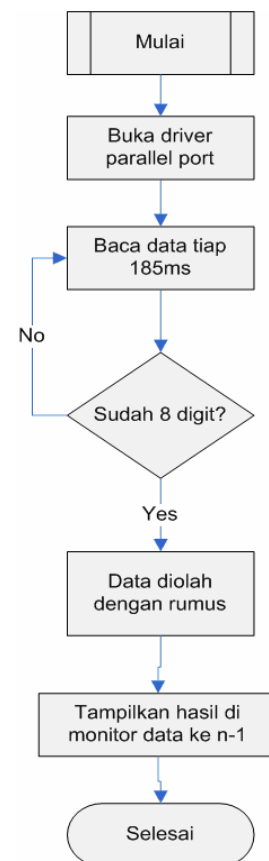 Mulai
Buka driver
parallel port
Baca data tiap
185ms
No
Sudah 8 digit?
Yes
Data diolah
dengan rumus
Tampilkan hasil di
monitor data ke n-1
Selesai